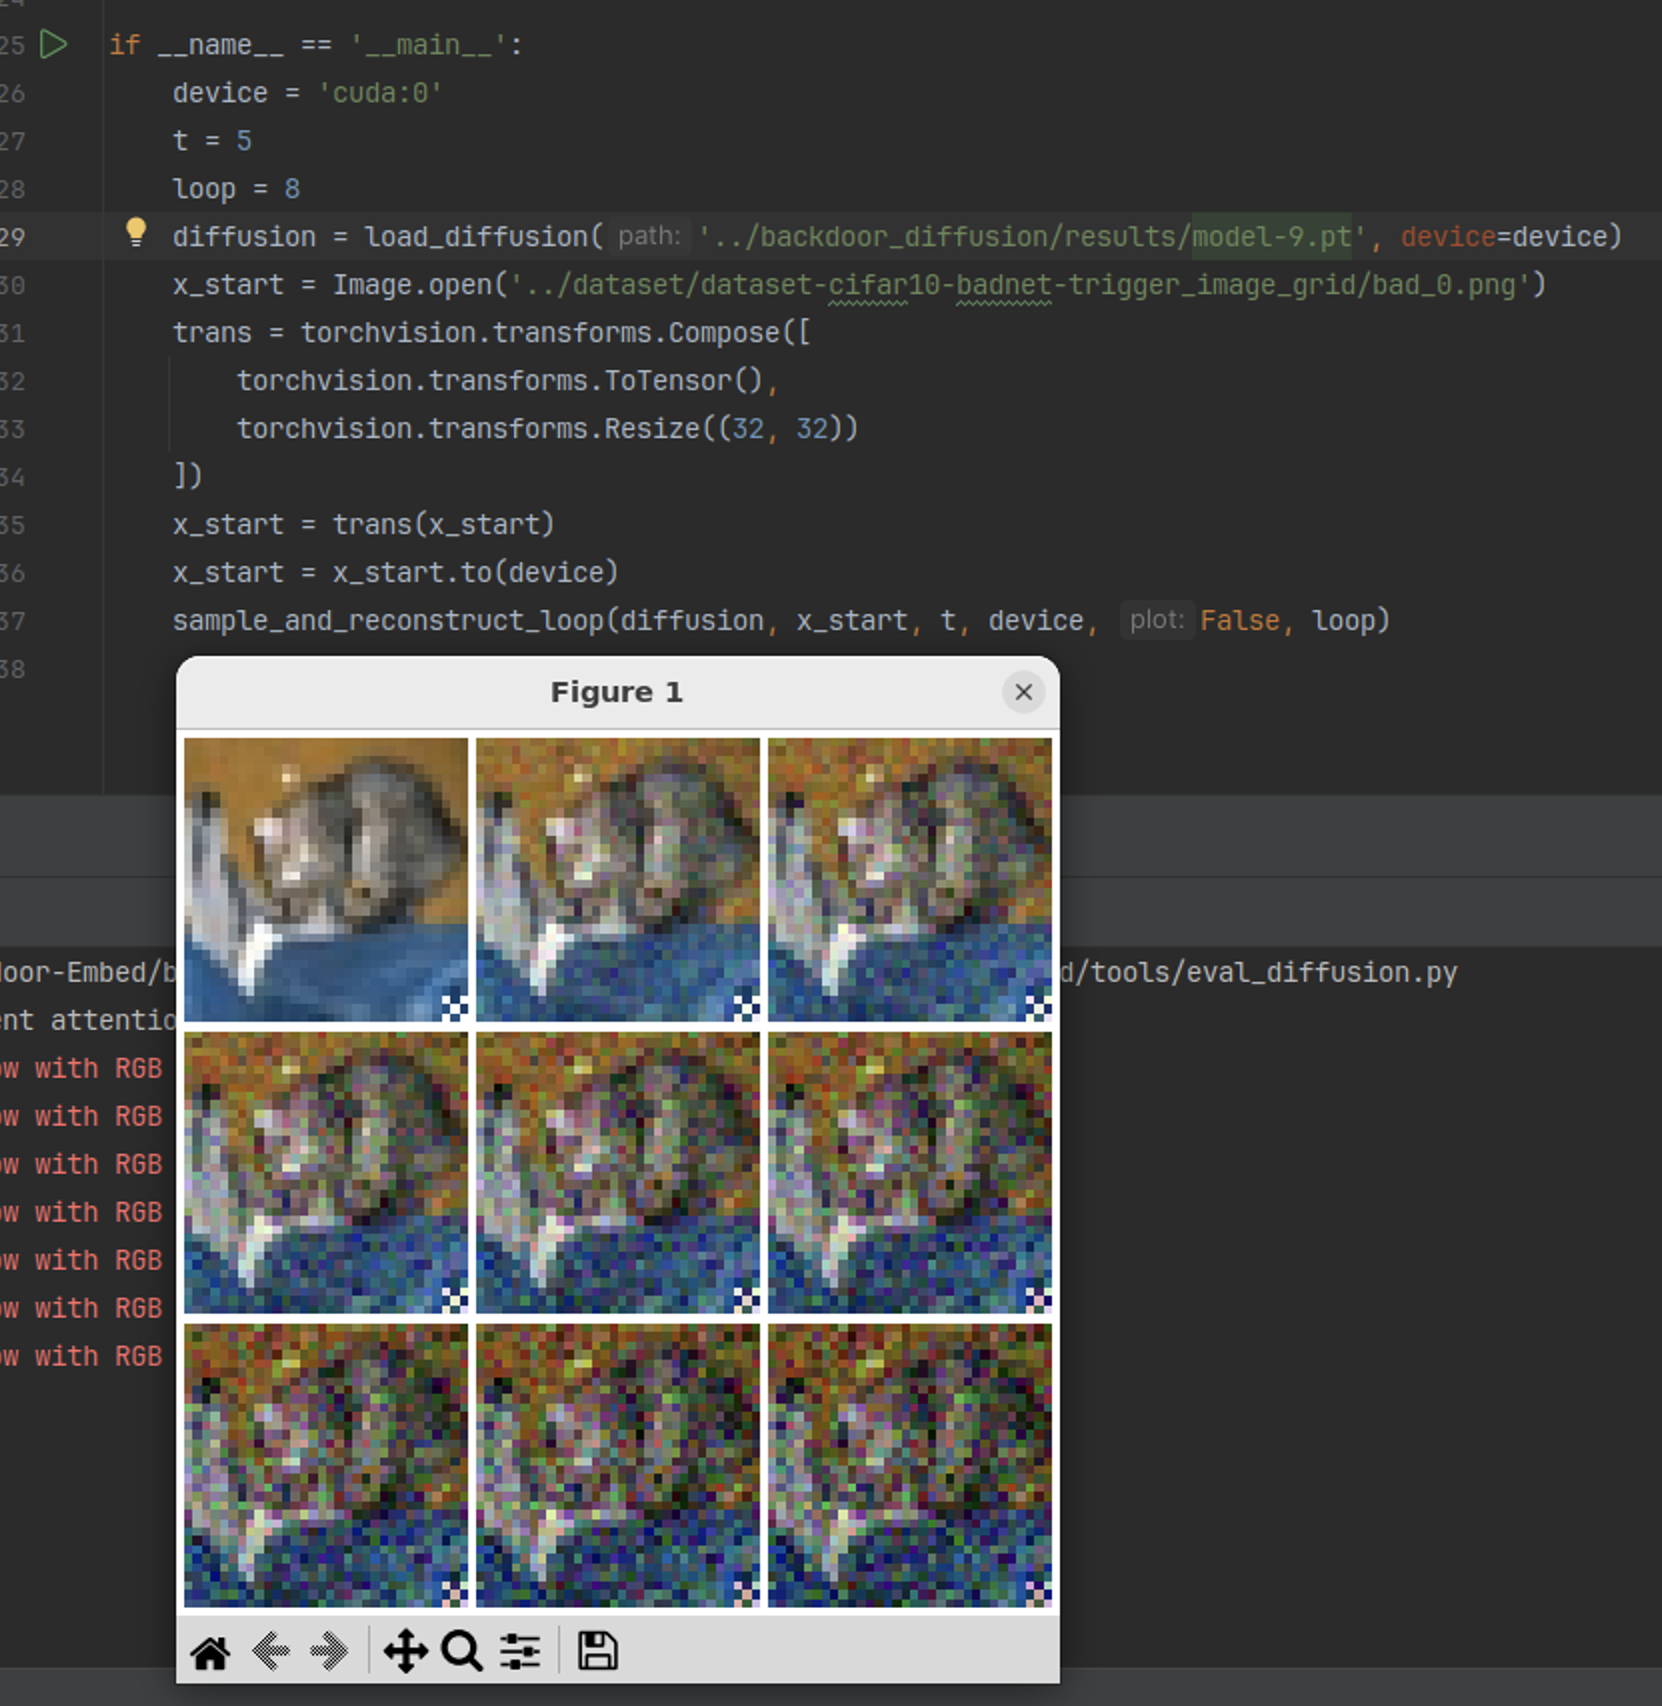 25 if __name__ == '__main__':
26 device = 'cuda:0'
27 t = 5
28 loop = 8
29 diffusion = load_diffusion( path: '../backdoor_diffusion/results/model-9.pt', device=device)
30 x_start = Image.open('../dataset/dataset-cifar10-badnet-trigger_image_grid/bad_0.png')
31 trans = torchvision.transforms.Compose([
32 torchvision.transforms.ToTensor(),
33 torchvision.transforms.Resize((32, 32))
34 ])
35 x_start = trans(x_start)
36 x_start = x_start.to(device)
37 sample_and_reconstruct_loop(diffusion, x_start, t, device, plot: False, loop)
38
Figure 1
door-Embed/b d/tools/eval_diffusion.py
ent attentio
ow with RGB
ow with RGB
ow with RGB
ow with RGB
ow with RGB
ow with RGB
ow with RGB